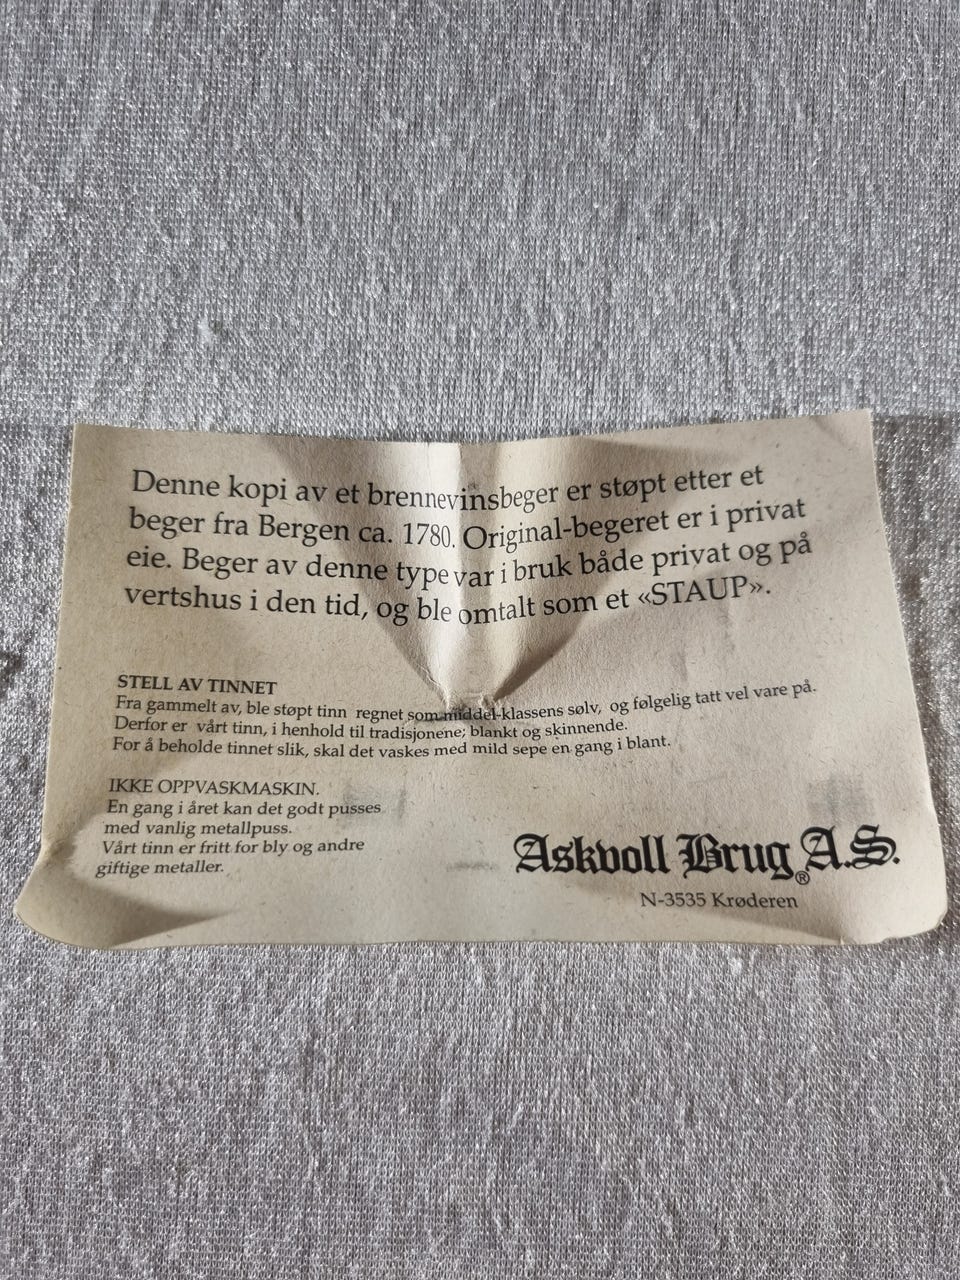 Denne kopi av et brennevinsbeger er støpt etter et
beger fra Bergen ca. 1780. Original-begeret er i privat
eie. Beger av denne type var i bruk både privat og på
vertshus i den tid, og ble omtalt som et «STAUP».
STELL AV TINNET
Fra gammelt av, ble støpt tinn regnet som middel-klassens sølv, og følgelig tatt vel vare på.
Derfor er vårt tinn, i henhold til tradisjonene; blankt og skinnende.
For å beholde tinnet slik, skal det vaskes med mild sepe en gang i blant.
IKKE OPPVASKMASKIN.
En gang i året kan det godt pusses
med vanlig metallpuss.
Vårt tinn er fritt for bly og andre
giftige metaller.
Askvoll Brug A.S.
®
N-3535 Krøderen